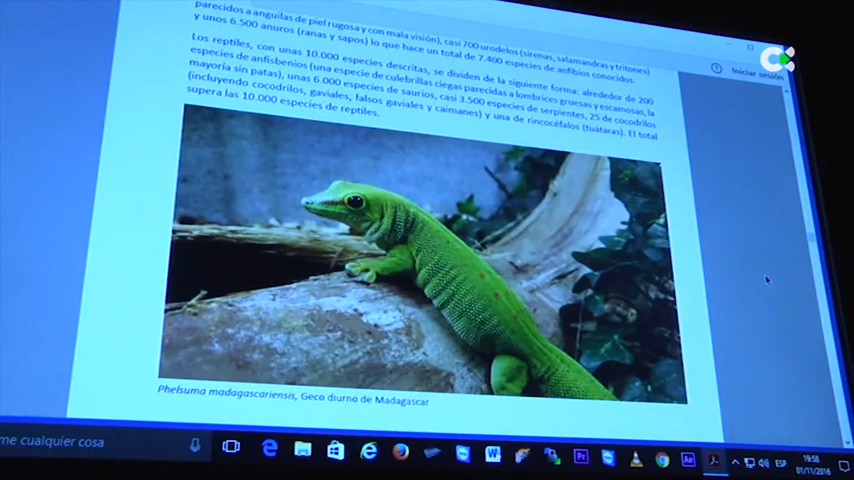 parecidos a anguilas de piel rugosa y con mala visión), casi 700 urodelos (sirenas, salamandras y tritones)
y unos 6.500 anuros (ranas y sapos) lo que hace un total de 7.400 especies de anfibios conocidos.
Los reptiles, con unas 10.000 especies descritas, se dividen de la siguiente forma: alrededor de 200
especies de anfisbenios (una especie de culebrillas ciegas parecidas a lombrices gruesas y escamosas, la
mayoría sin patas), unas 6.000 especies de saurios, casi 3.500 especies de serpientes, 25 de cocodrilos
(incluyendo cocodrilos, gaviales, falsos gaviales y caimanes) y una de rincocéfalos (tuátaras). El total
supera las 10.000 especies de reptiles.
Iniciar sesión
Phelsuma madagascariensis, Geco diurno de Madagascar
me cualquier cosa
ESP
19:58
01/11/2016